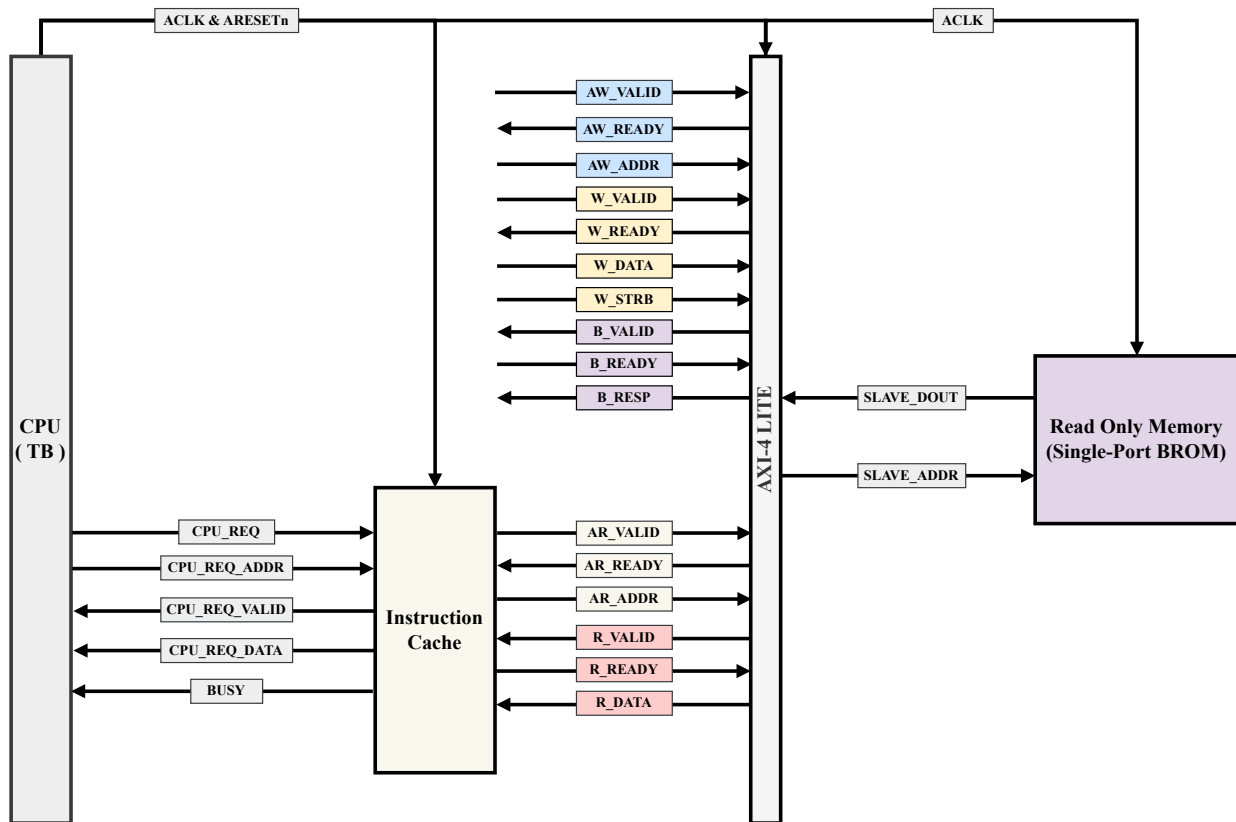 ACLK & ARESETn
ACLK
AW_VALID
AW_READY
AW_ADDR
W_VALID
W_READY
W_DATA
W_STRB
B_VALID
B_READY
B_RESP
CPU
( TB )
AXI-4 LITE
SLAVE_DOUT
SLAVE_ADDR
Read Only Memory
(Single-Port BROM)
CPU_REQ
CPU_REQ_ADDR
CPU_REQ_VALID
CPU_REQ_DATA
BUSY
Instruction
Cache
AR_VALID
AR_READY
AR_ADDR
R_VALID
R_READY
R_DATA